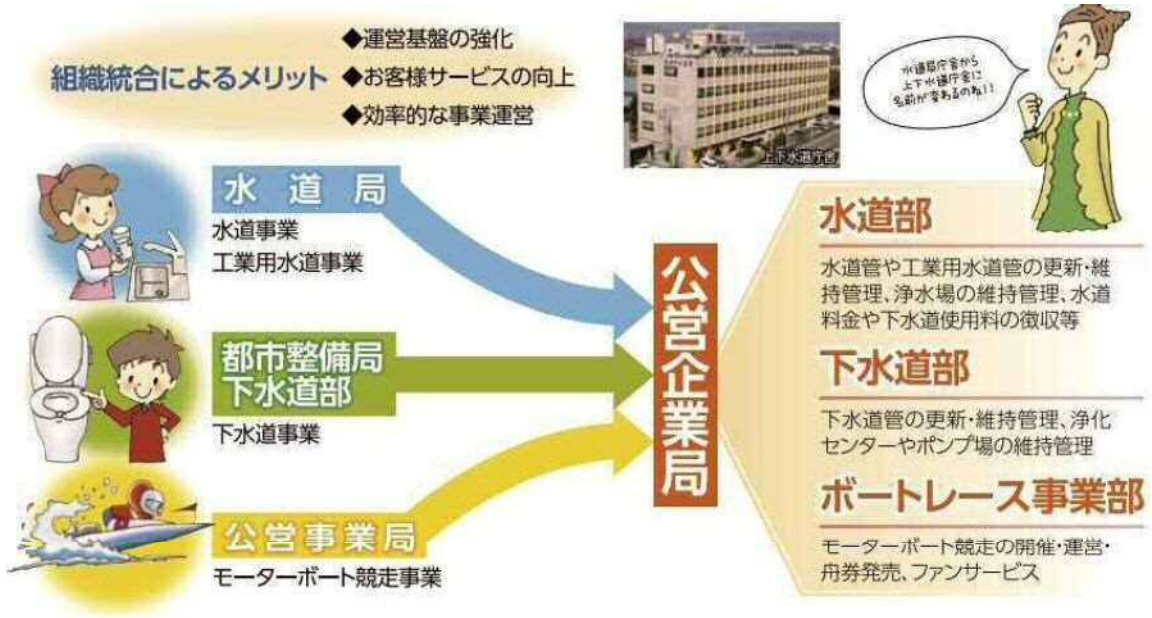 組織統合によるメリット
◆運営基盤の強化
◆お客様サービスの向上
◆効率的な事業運営
上下水道庁舎
水道局庁舎から
上下水道庁舎に
名前が変わるのね!!
水道局
水道事業
工業用水道事業
都市整備局
下水道部
下水道事業
公営事業局
モーターボート競走事業
公営企業局
水道部
水道管や工業用水道管の更新・維
持管理、浄水場の維持管理、水道
料金や下水道使用料の徴収等
下水道部
下水道管の更新・維持管理、浄化
センターやポンプ場の維持管理
ボートレース事業部
モーターボート競走の開催・運営・
舟券発売、ファンサービス